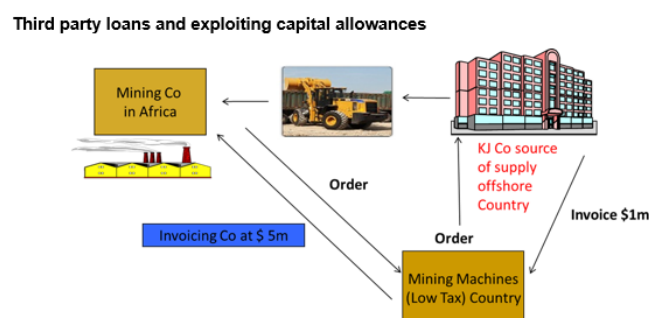 Third party loans and exploiting capital allowances
Mining Co
in Africa
KJ Co source
of supply
offshore
Country
Order
Invoice $1m
Invoicing Co at $ 5m
Order
Mining Machines
(Low Tax) Country